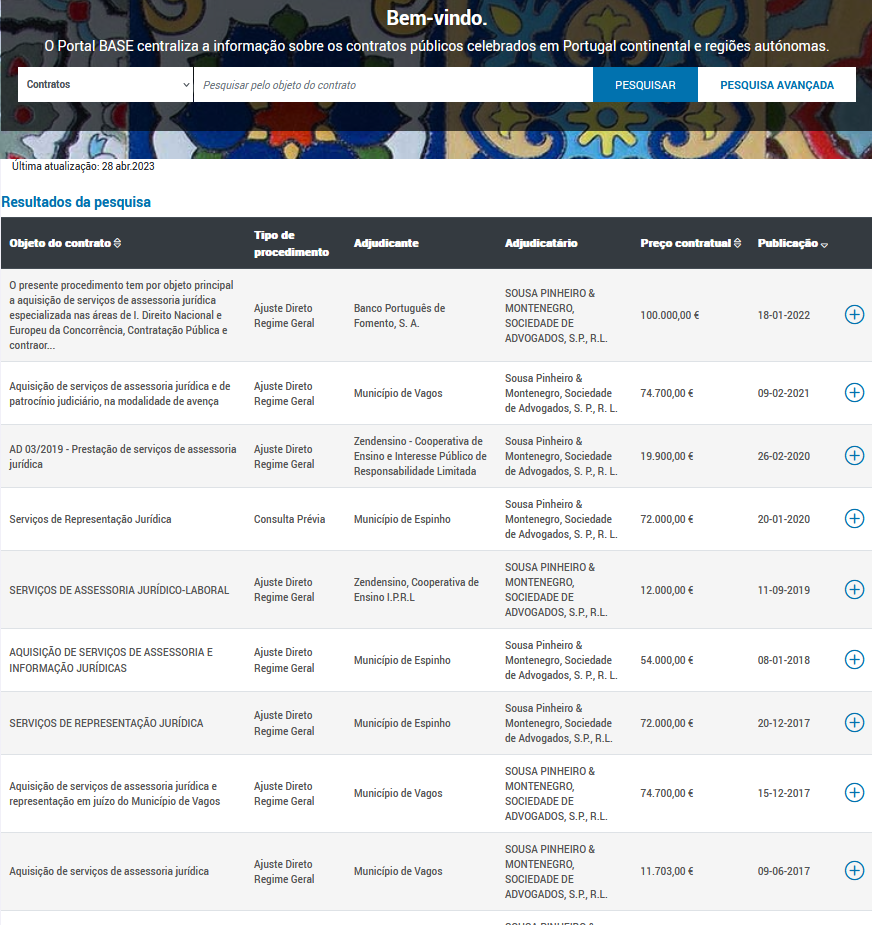 Bem-vindo.
O Portal BASE centraliza a informação sobre os contratos públicos celebrados em Portugal continental e regiões autónomas.
Contratos
Pesquisar pelo objeto do contrato
PESQUISAR
PESQUISA AVANÇADA
Última atualização: 28 abr.2023
Resultados da pesquisa
Objeto do contrato
Tipo de
procedimento
Adjudicante
Adjudicatário
Preço contratual
Publicação
O presente procedimento tem por objeto principal
a aquisição de serviços de assessoria jurídica
especializada nas áreas de I. Direito Nacional e
Europeu da Concorrência, Contratação Pública e
contraor...
Ajuste Direto
Regime Geral
Banco Português de
Fomento, S. A.
SOUSA PINHEIRO &
MONTENEGRO,
SOCIEDADE DE
ADVOGADOS, S.P., R.L.
100.000,00 €
18-01-2022
Aquisição de serviços de assessoria jurídica e de
patrocínio judiciário, na modalidade de avença
Ajuste Direto
Regime Geral
Município de Vagos
Sousa Pinheiro &
Montenegro, Sociedade
de Advogados, S. P., R. L.
74.700,00 €
09-02-2021
AD 03/2019 - Prestação de serviços de assessoria
jurídica
Ajuste Direto
Regime Geral
Zendensino - Cooperativa de
Ensino e Interesse Público de
Responsabilidade Limitada
Sousa Pinheiro &
Montenegro, Sociedade
de Advogados, S. P., R. L.
19.900,00 €
26-02-2020
Serviços de Representação Jurídica
Consulta Prévia
Município de Espinho
Sousa Pinheiro &
Montenegro, Sociedade
de Advogados, S. P., R. L.
72.000,00 €
20-01-2020
SERVIÇOS DE ASSESSORIA JURÍDICO-LABORAL
Ajuste Direto
Regime Geral
Zendensino, Cooperativa de
Ensino I.P.R.L
SOUSA PINHEIRO &
MONTENEGRO,
SOCIEDADE DE
ADVOGADOS, S.P., R.L.
12.000,00 €
11-09-2019
AQUISIÇÃO DE SERVIÇOS DE ASSESSORIA E
INFORMAÇÃO JURÍDICAS
Ajuste Direto
Regime Geral
Município de Espinho
Sousa Pinheiro &
Montenegro, Sociedade
de Advogados, S. P., R. L.
54.000,00 €
08-01-2018
SERVIÇOS DE REPRESENTAÇÃO JURÍDICA
Ajuste Direto
Regime Geral
Município de Espinho
Sousa Pinheiro &
Montenegro, Sociedade
de Advogados, S.P., R.L.
72.000,00 €
20-12-2017
Aquisição de serviços de assessoria jurídica e
representação em juízo do Município de Vagos
Ajuste Direto
Regime Geral
Município de Vagos
SOUSA PINHEIRO &
MONTENEGRO,
SOCIEDADE DE
ADVOGADOS, S.P., R.L.
74.700,00 €
15-12-2017
Aquisição de serviços de assessoria jurídica
Ajuste Direto
Regime Geral
Município de Vagos
SOUSA PINHEIRO &
MONTENEGRO,
SOCIEDADE DE
ADVOGADOS, S.P., R.L.
11.703,00 €
09-06-2017